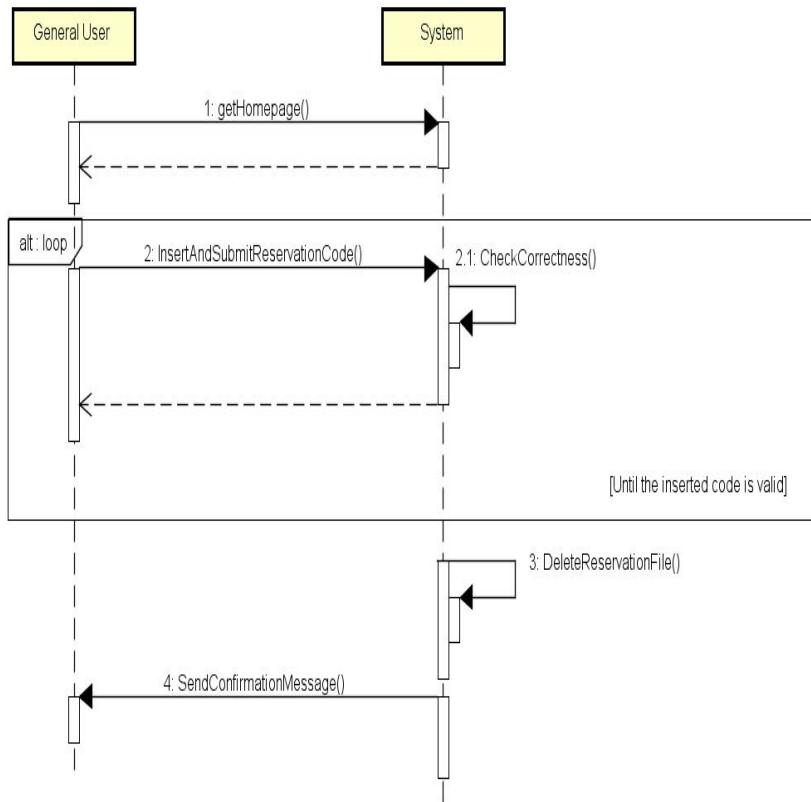 General User
System
1: getHomepage()
alt : loop
2: InsertAndSubmitReservationCode()
2.1: CheckCorrectness()
[Until the inserted code is valid]
3: DeleteReservationFile()
4: SendConfirmationMessage()